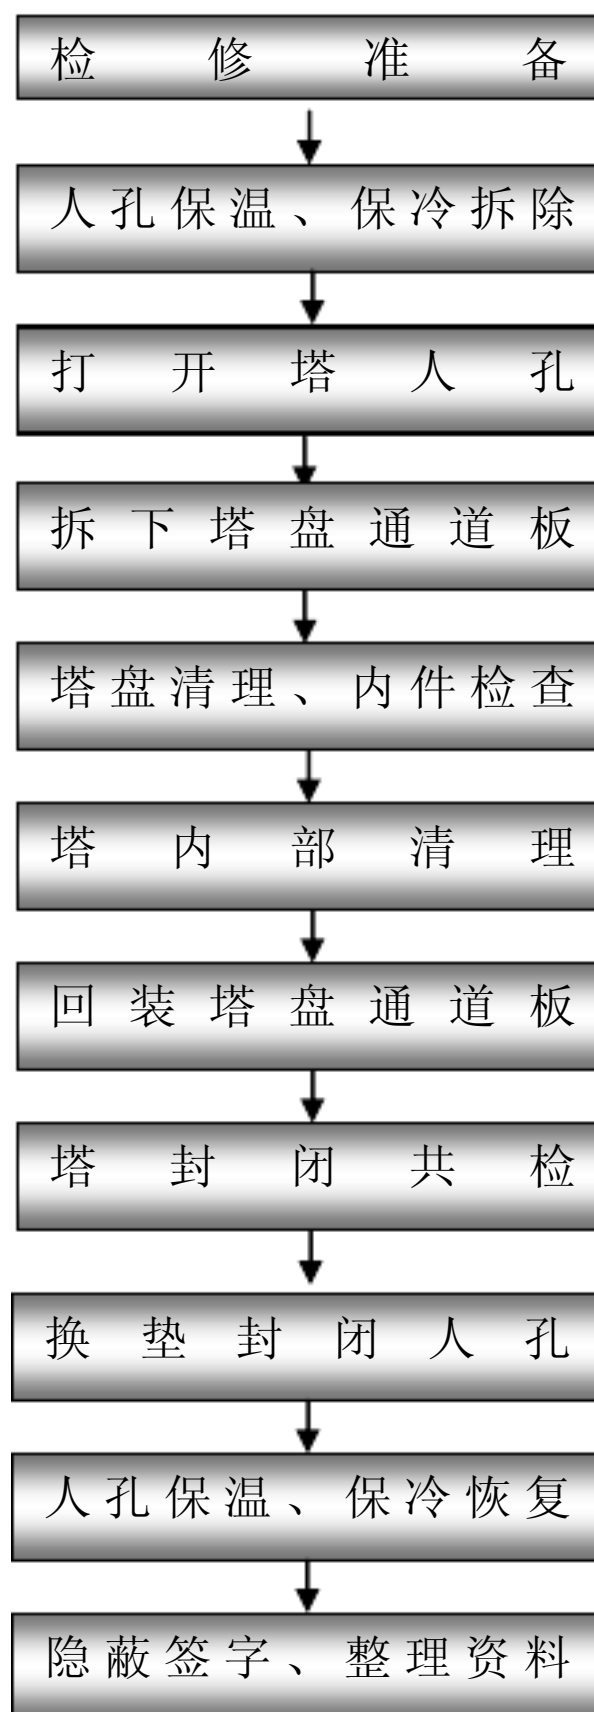 检修准备
人孔保温、保冷拆除
打开塔人孔
拆下塔盘通道板
塔盘清理、内件检查
塔内部清理
回装塔盘通道板
塔封闭共检
换垫封闭人孔
人孔保温、保冷恢复
隐蔽签字、整理资料